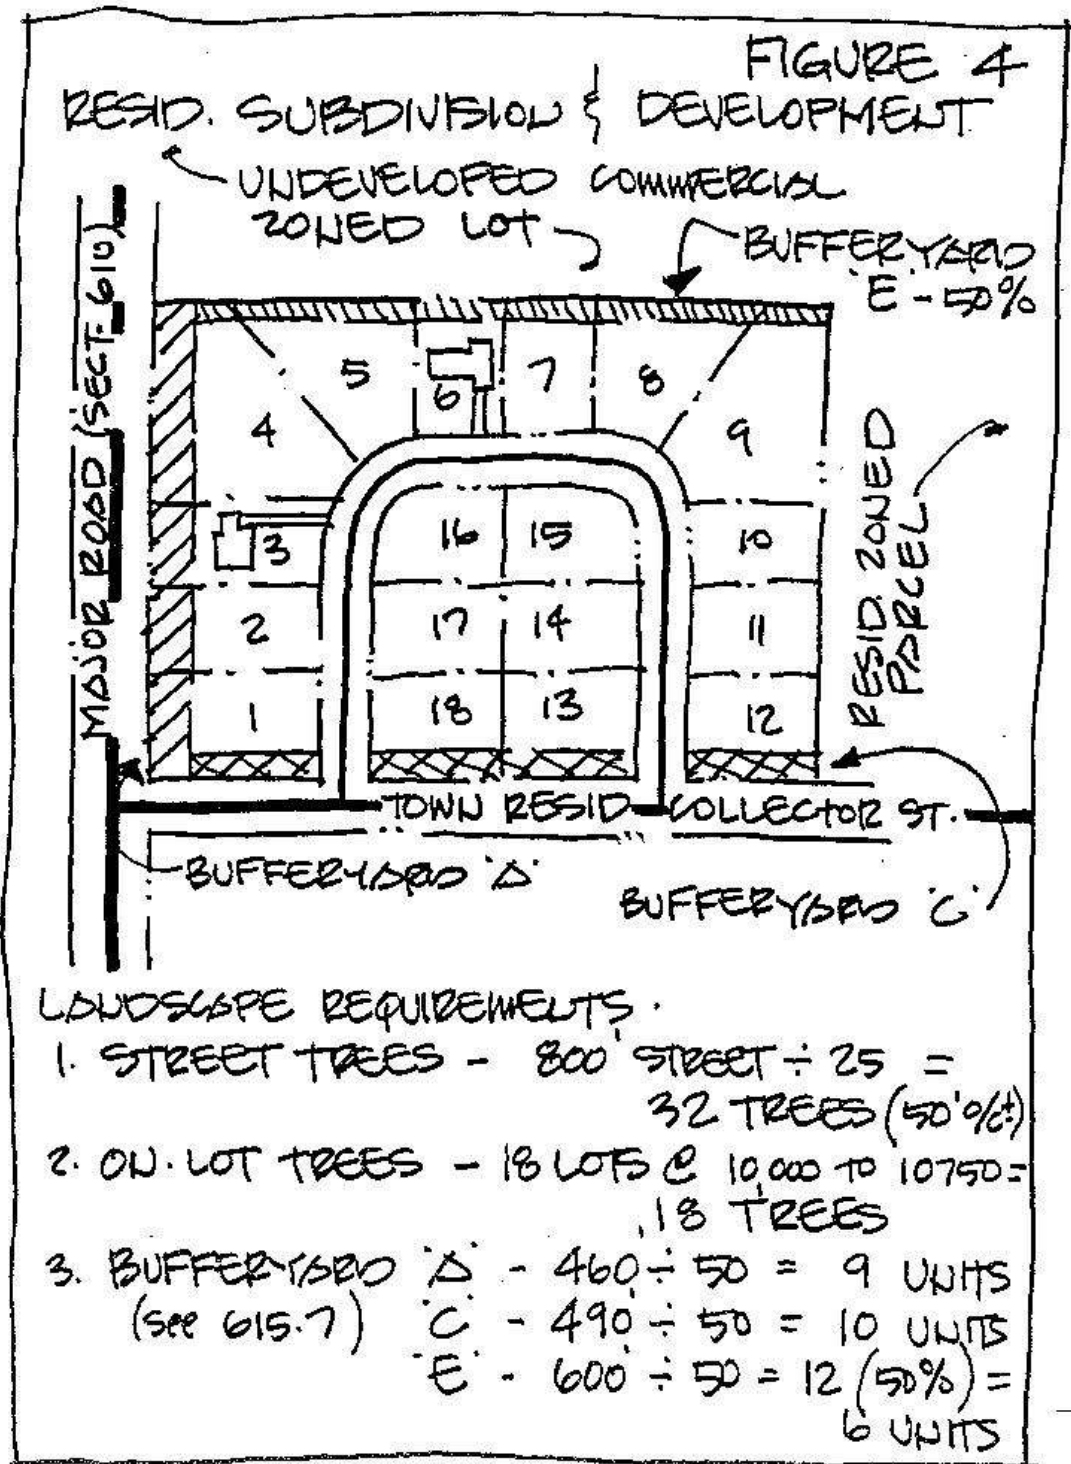 FIGURE 4
RESID. SUBDIVISION & DEVELOPMENT
UNDEVELOPED COMMERCIAL
ZONED LOT
BUFFERYARD
'E' - 50%
MAJOR ROAD (SECT. 610)
5
6
7
8
4
9
3
16
15
10
2
17
14
11
1
18
13
12
RESID. ZONED
PARCEL
TOWN RESID COLLECTOR ST.
BUFFERYARD 'A'
BUFFERYARD 'C'
LANDSCAPE REQUIREMENTS.
1. STREET TREES - 800' STREET ÷ 25 =
32 TREES (50' O/C±)
2. ON.LOT TREES - 18 LOTS @ 10,000 TO 10750 =
18 TREES
3. BUFFERYARD 'A' - 460 ÷ 50 = 9 UNITS
(See 615.7) 'C' - 490 ÷ 50 = 10 UNITS
'E' - 600 ÷ 50 = 12 (50%) =
6 UNITS